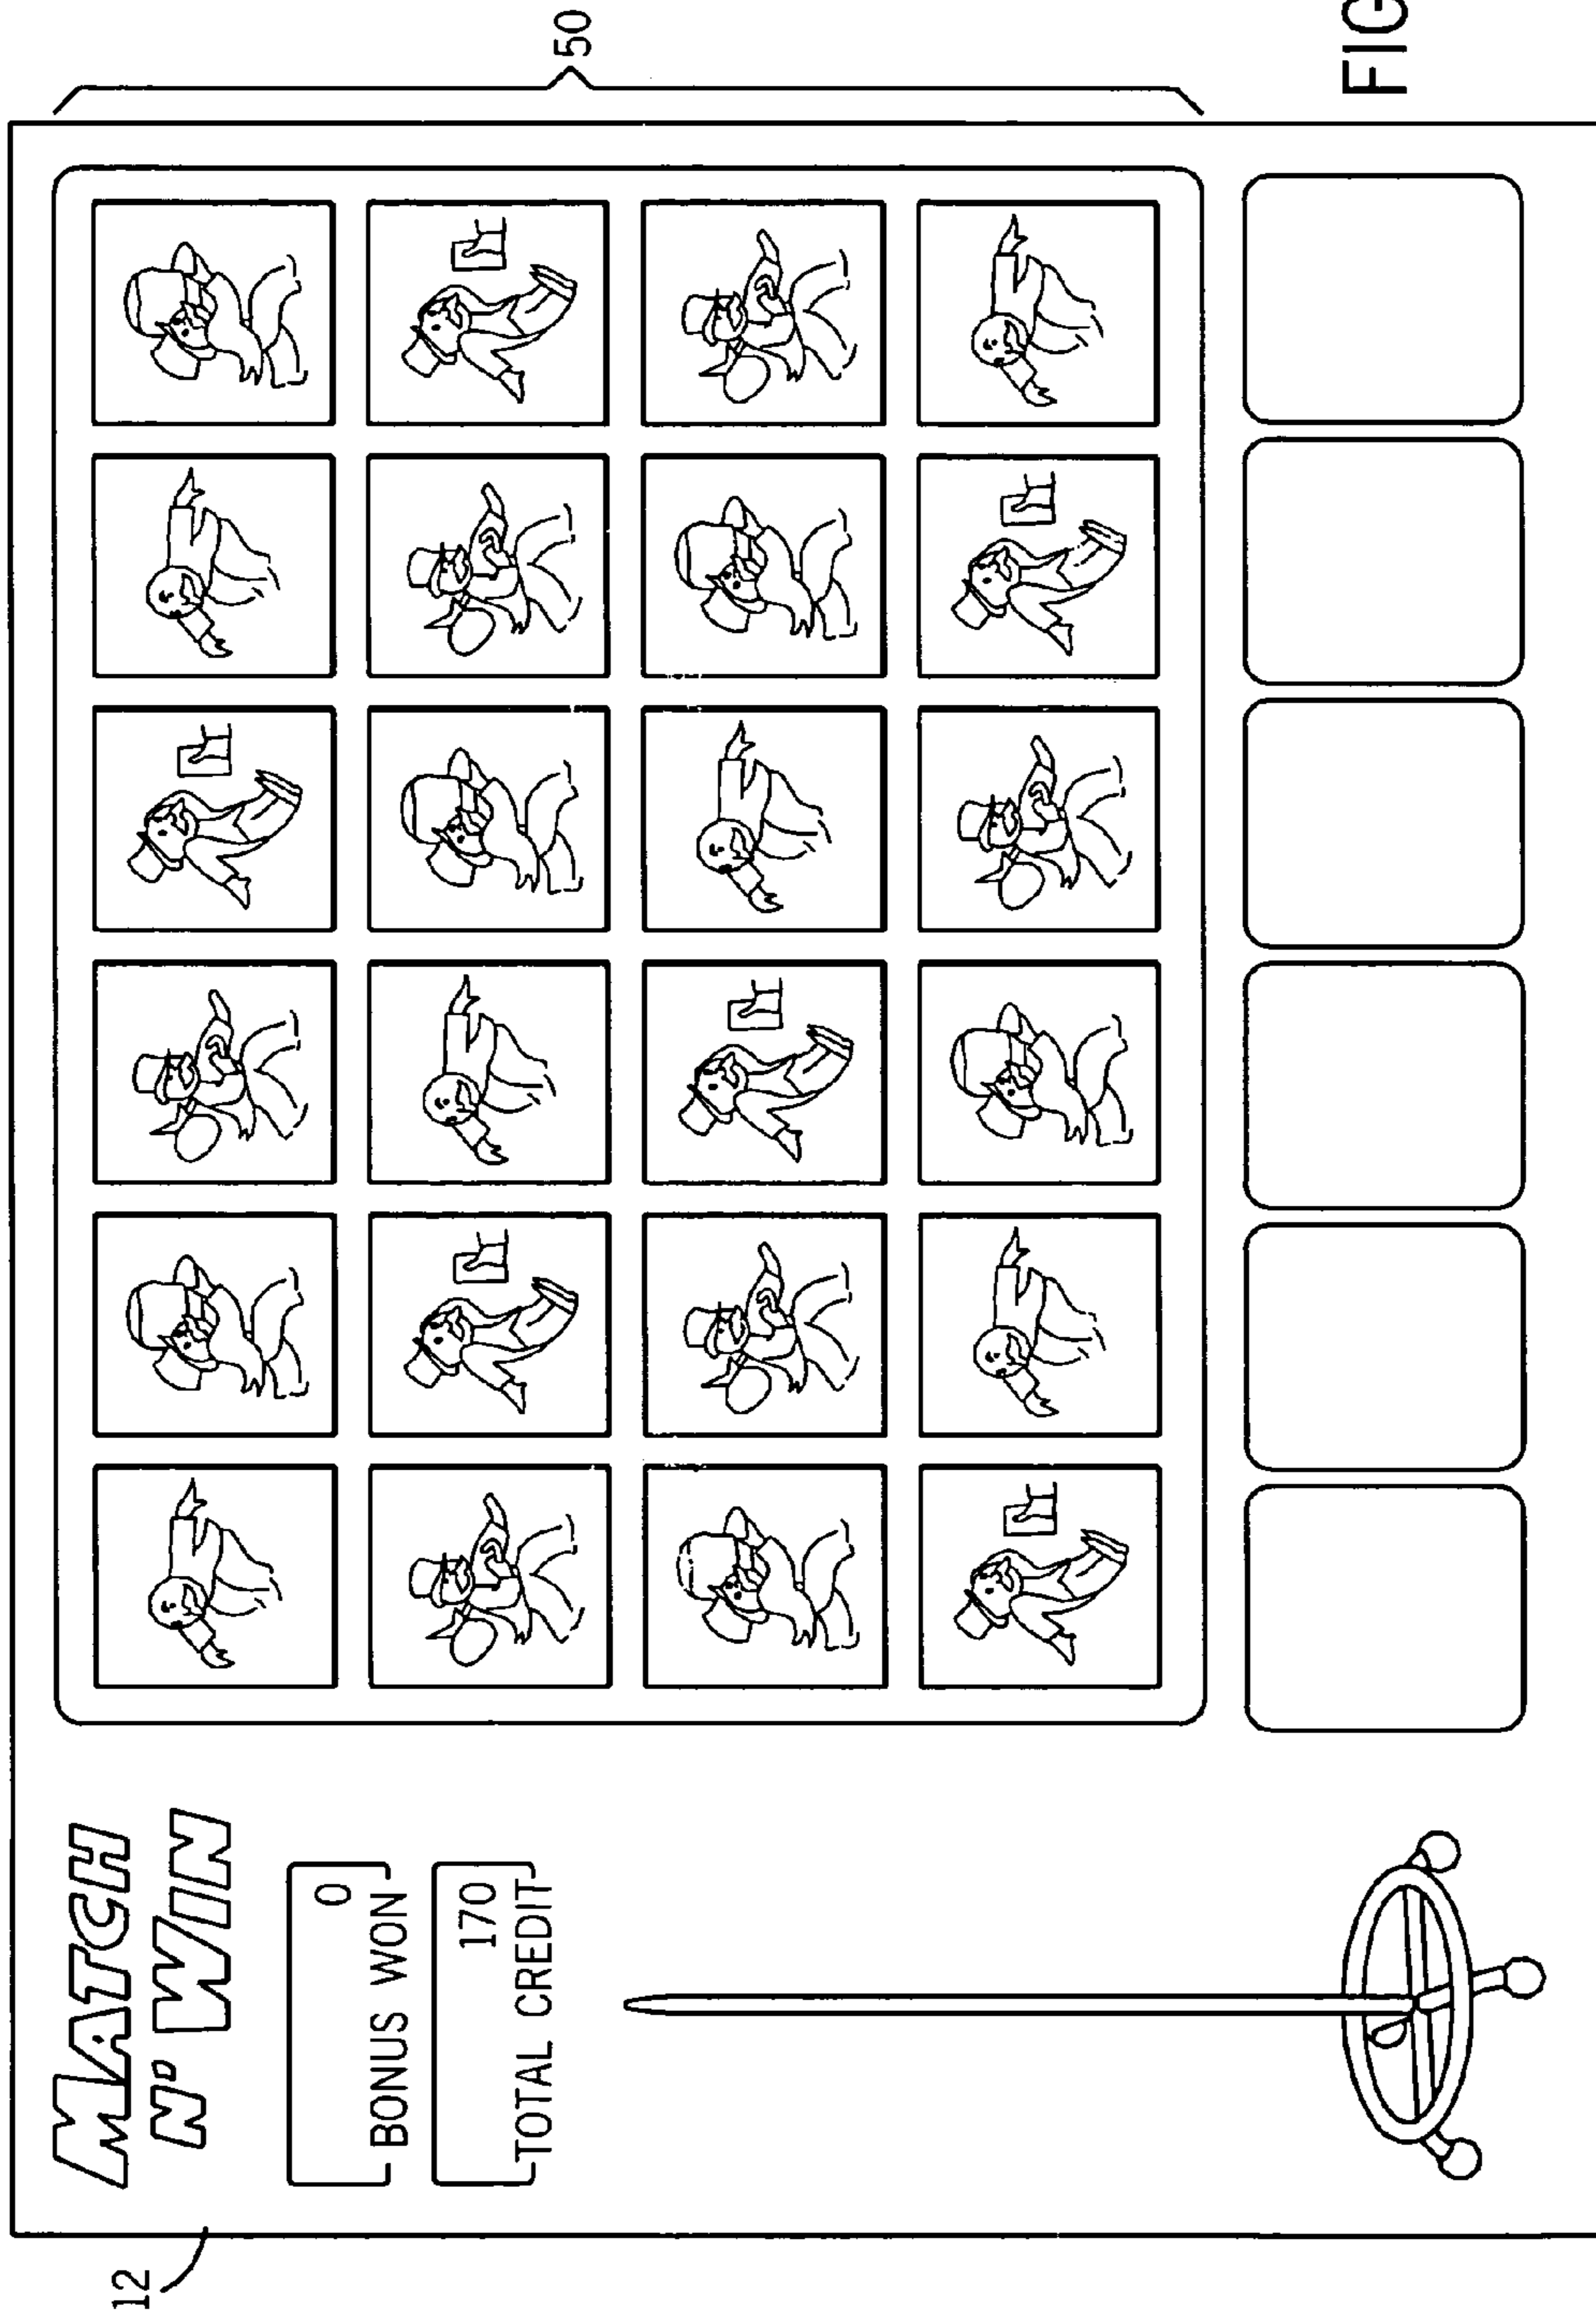 12
MATCH
N' WIN
0
BONUS WON
170
TOTAL CREDIT
50
FIG